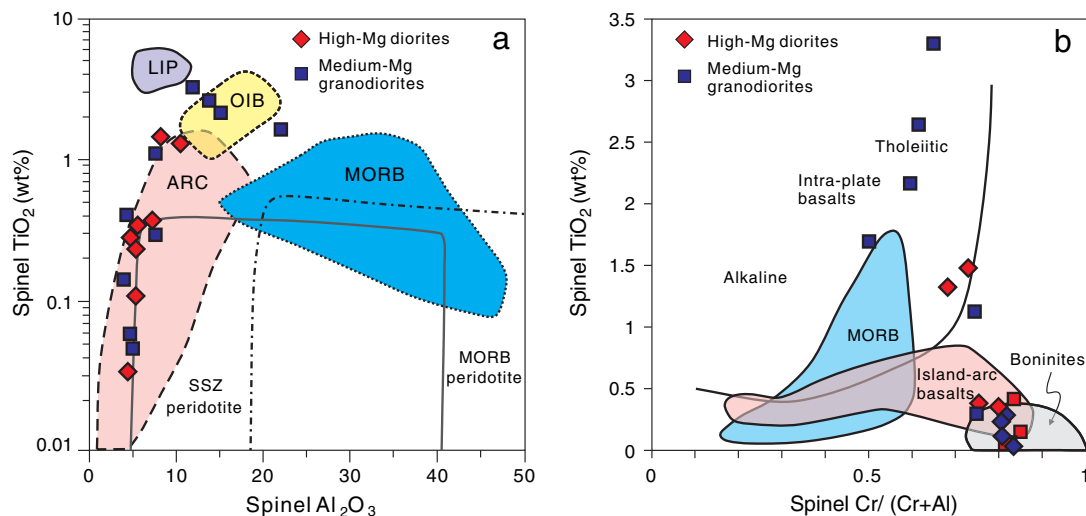 a
High-Mg diorites
Medium-Mg
granodiorites
LIP
OIB
ARC
MORB
SSZ
peridotite
MORB
peridotite
10
1
0.1
0.01
0
10
20
30
40
50
Spinel TiO₂ (wt%)
Spinel Al₂O₃
b
High-Mg diorites
Medium-Mg
granodiorites
Tholeiitic
Intra-plate
basalts
Alkaline
MORB
Island-arc
basalts
Boninites
3.5
3
2.5
2
1.5
1
0.5
0
0
0.5
1
Spinel TiO₂ (wt%)
Spinel Cr/ (Cr+Al)